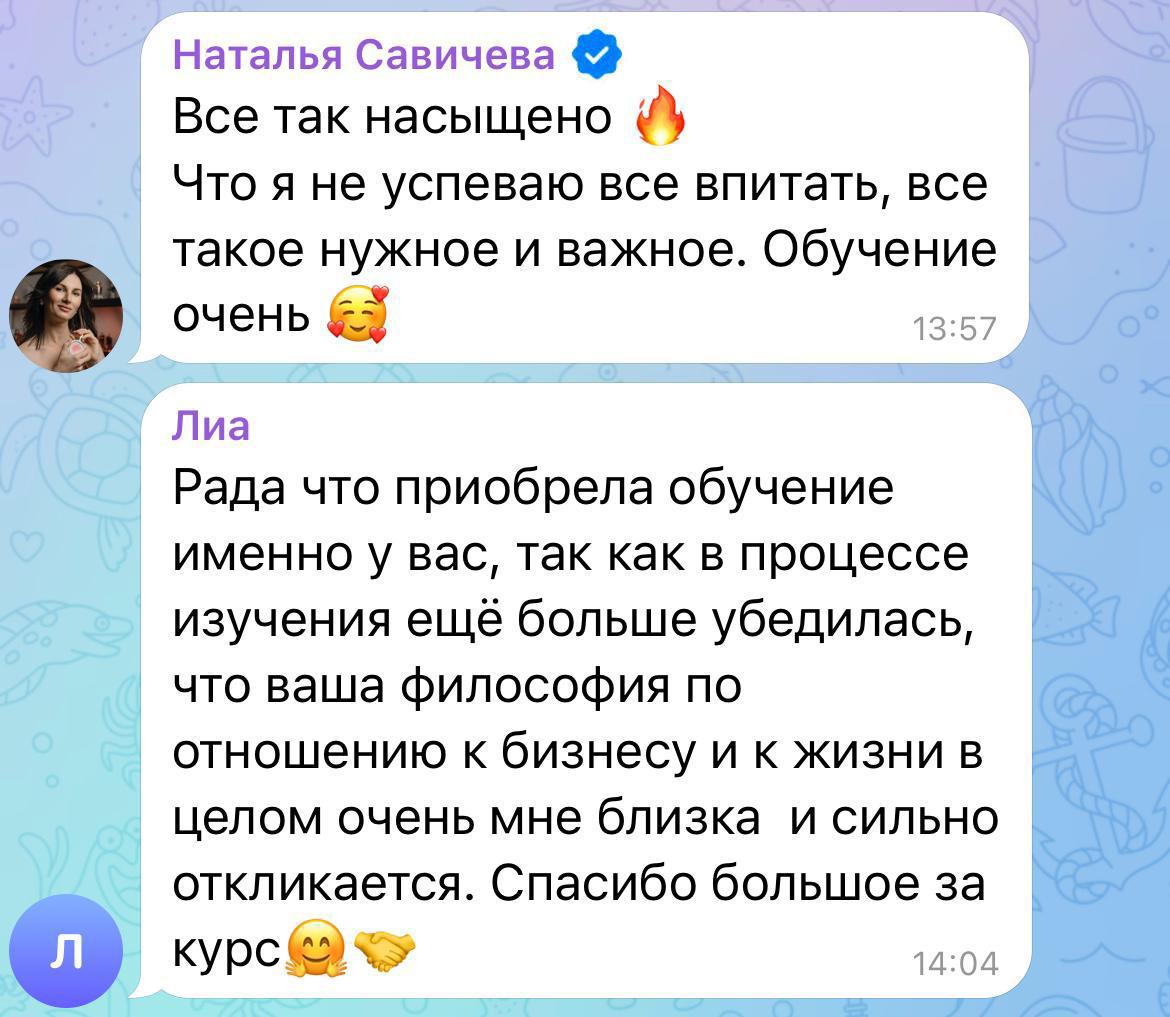 Наталья Савичева
Все так насыщено 🔥
Что я не успеваю все впитать, все
такое нужное и важное. Обучение
очень 🥰
13:57
Лиа
Рада что приобрела обучение
именно у вас, так как в процессе
изучения ещё больше убедилась,
что ваша философия по
отношению к бизнесу и к жизни в
целом очень мне близка  и сильно
откликается. Спасибо большое за
курс🤗🤝
14:04
Л